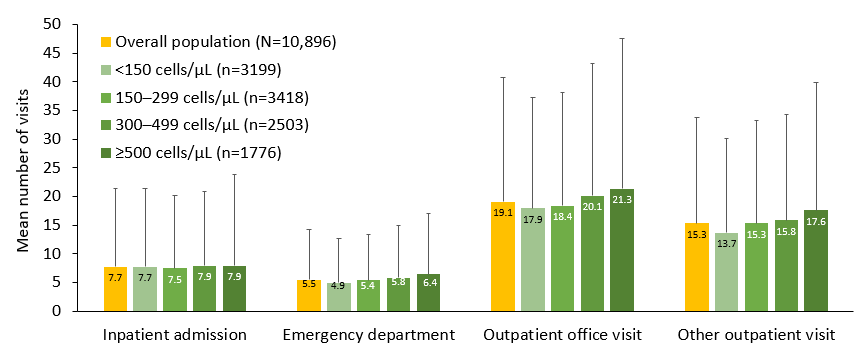 50
45
40
35
30
25
20
15
10
5
0
Mean number of visits
Overall population (N=10,896)
<150 cells/µL (n=3199)
150–299 cells/µL (n=3418)
300–499 cells/µL (n=2503)
≥500 cells/µL (n=1776)
7.7 7.7 7.5 7.9 7.9
5.5 4.9 5.4 5.8 6.4
19.1 17.9 18.4 20.1 21.3
15.3 13.7 15.3 15.8 17.6
Inpatient admission Emergency department Outpatient office visit Other outpatient visit